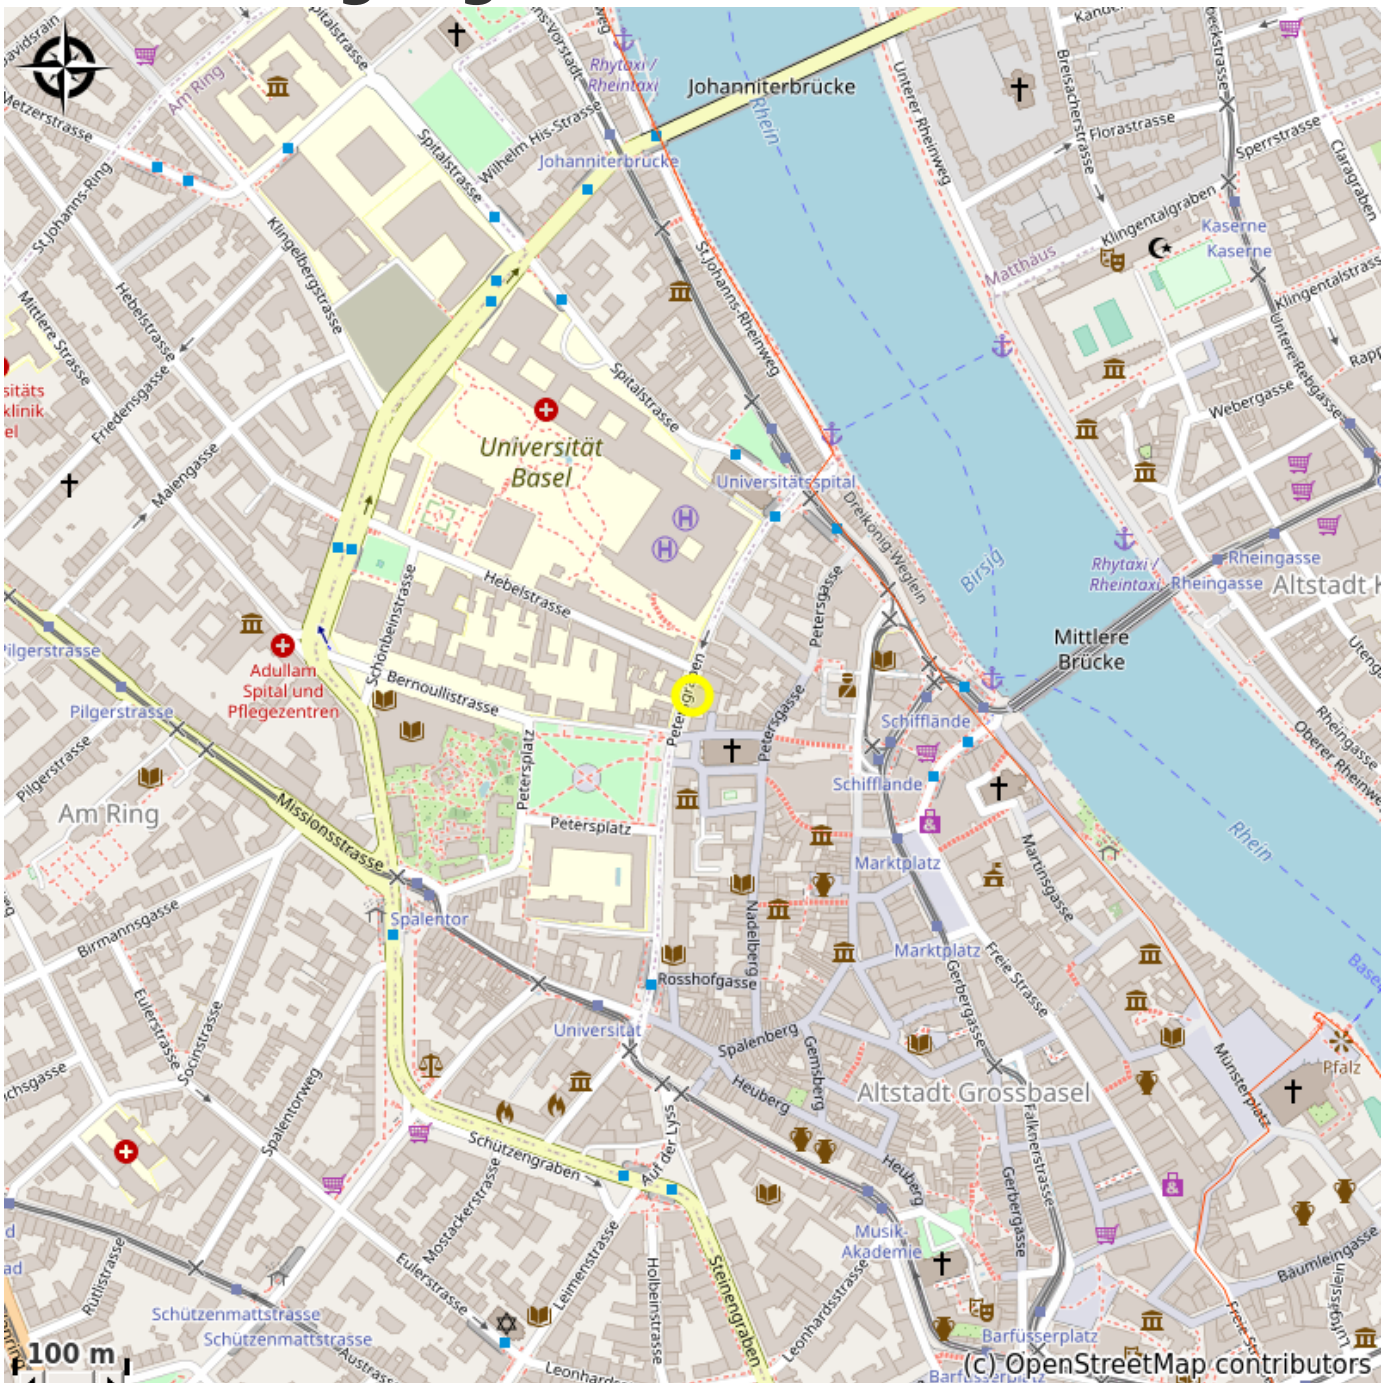 Spitalstrasse
Am Ring
Metzerstrasse
St.Johanns-Ring
Spitalstrasse
Wilhelm His-Strasse
Rhytaxi /
Rheintaxi
Johanniterbrücke
Johanniterbrücke
Rhein
Unterer Rheinweg
Breisacherstrasse
Florastrasse
Sperrstrasse
Claragraben
Klingentalgraben
Kaserne
Kaserne
Matthäus
Klingentalstrasse
Untere Rebgasse
Webergasse
Klingelbergstrasse
Hebelstrasse
Mittlere Strasse
Friedensgasse
Maiengasse
St.Johanns-Rheinweg
Spitalstrasse
Universität
Basel
Universitätsspital
Dreikönig-Weglein
Birsig
Rhytaxi /
Rheintaxi
Rheingasse
Rheingasse
Altstadt K
Mittlere
Brücke
Hebelstrasse
Schönbeinstrasse
Bernoullistrasse
Petersgasse
Petersgasse
Adullam
Spital und
Pflegezentren
Pilgerstrasse
Pilgerstrasse
Pilgerstrasse
Am Ring
Missionsstrasse
Petersplatz
Petersplatz
Schifflände
Schifflände
Rheingasse
Oberer Rheinweg
Rhein
Marktplatz
Marktplatz
Martinsgasse
Nadelberg
Rosshofgasse
Spalentor
Birmannsgasse
Eulerstrasse
Socinstrasse
Spalentorweg
Universität
Spalenberg
Gemsberg
Heuberg
Heuberg
Gerbergasse
Freie Strasse
Altstadt Grossbasel
Münsterplatz
Pfalz
Falknerstrasse
Gerbergasse
Schützengraben
Auf der Lyss
Mostackerstrasse
Eulerstrasse
Leimenstrasse
Holbeinstrasse
Steinengraben
Musik-
Akademie
Leonhardsstrasse
Bäumleingasse
Rütlistrasse
Schützenmattstrasse
Schützenmattstrasse
Barfüsserplatz
Barfüsserplatz
100 m
(c) OpenStreetMap contributors